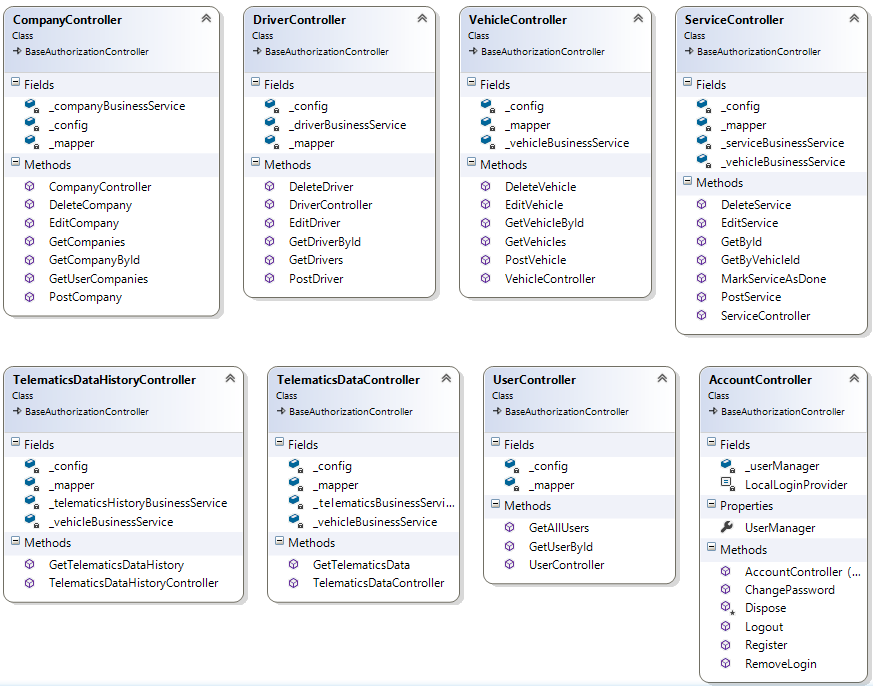 CompanyController
Class
BaseAuthorizationController
Fields
_companyBusinessService
_config
_mapper
Methods
CompanyController
DeleteCompany
EditCompany
GetCompanies
GetCompanyById
GetUserCompanies
PostCompany
DriverController
Class
BaseAuthorizationController
Fields
_config
_driverBusinessService
_mapper
Methods
DeleteDriver
DriverController
EditDriver
GetDriverById
GetDrivers
PostDriver
VehicleController
Class
BaseAuthorizationController
Fields
_config
_mapper
_vehicleBusinessService
Methods
DeleteVehicle
EditVehicle
GetVehicleById
GetVehicles
PostVehicle
VehicleController
ServiceController
Class
BaseAuthorizationController
Fields
_config
_mapper
_serviceBusinessService
_vehicleBusinessService
Methods
DeleteService
EditService
GetById
GetByVehicleId
MarkServiceAsDone
PostService
ServiceController
TelematicsDataHistoryController
Class
BaseAuthorizationController
Fields
_config
_mapper
_telematicsHistoryBusinessService
_vehicleBusinessService
Methods
GetTelematicsDataHistory
TelematicsDataHistoryController
TelematicsDataController
Class
BaseAuthorizationController
Fields
_config
_mapper
_telematicsBusinessServi...
_vehicleBusinessService
Methods
GetTelematicsData
TelematicsDataController
UserController
Class
BaseAuthorizationController
Fields
_config
_mapper
Methods
GetAllUsers
GetUserById
UserController
AccountController
Class
BaseAuthorizationController
Fields
_userManager
LocalLoginProvider
Properties
UserManager
Methods
AccountController (...
ChangePassword
Dispose
Logout
Register
RemoveLogin